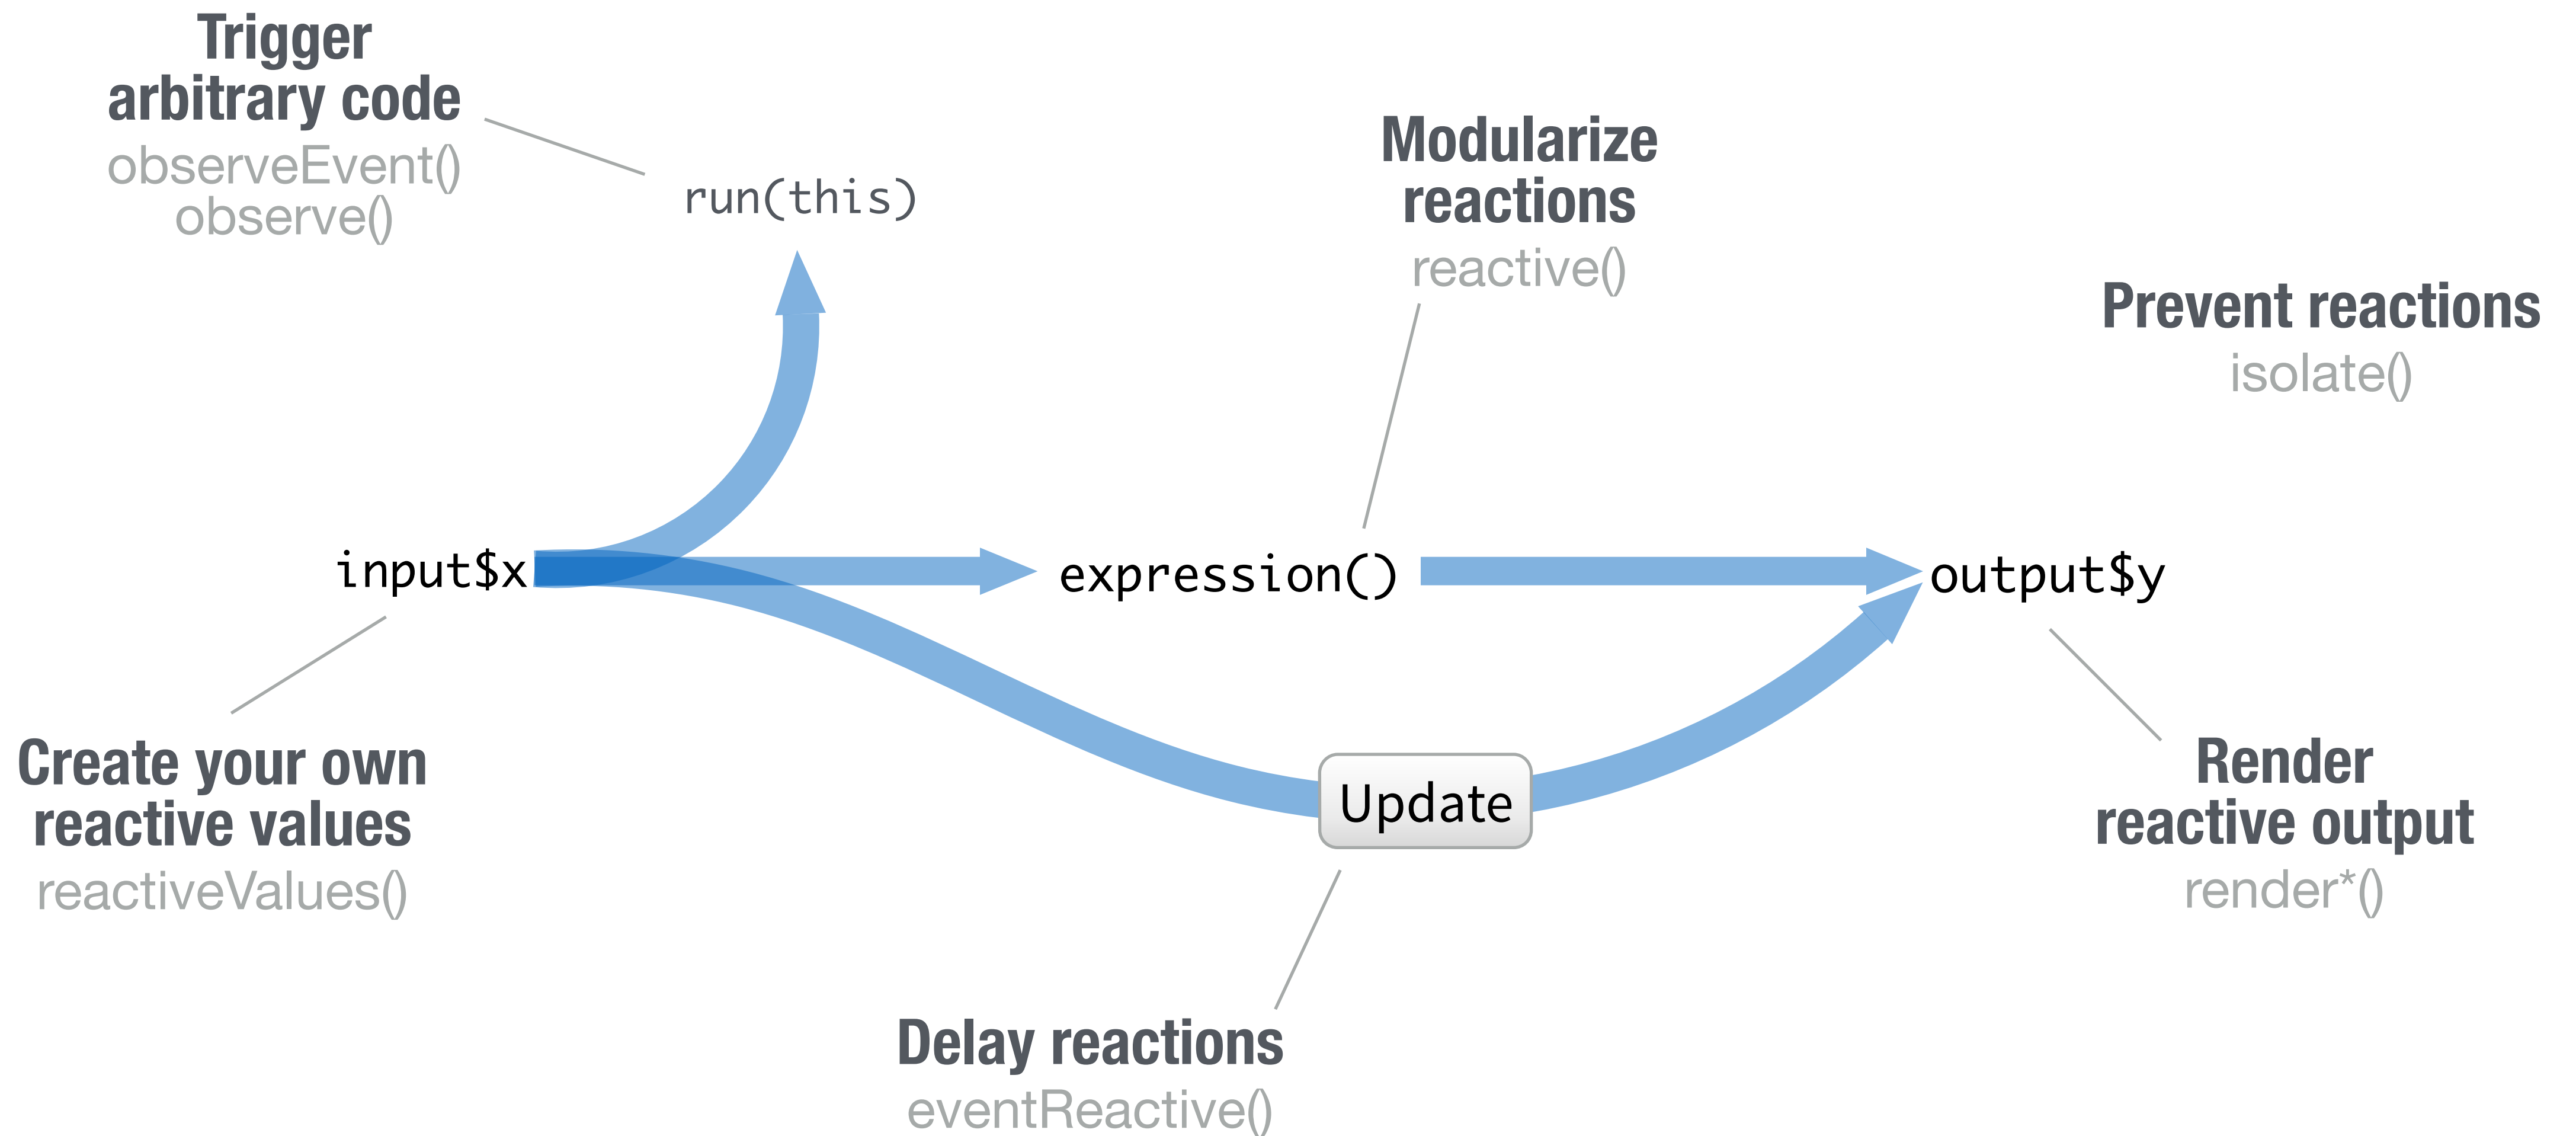 Trigger
arbitrary code
observeEvent()
observe()
run(this)
Modularize
reactions
reactive()
Prevent reactions
isolate()
input$x
expression()
output$y
Create your own
reactive values
reactiveValues()
Update
Render
reactive output
render*()
Delay reactions
eventReactive()